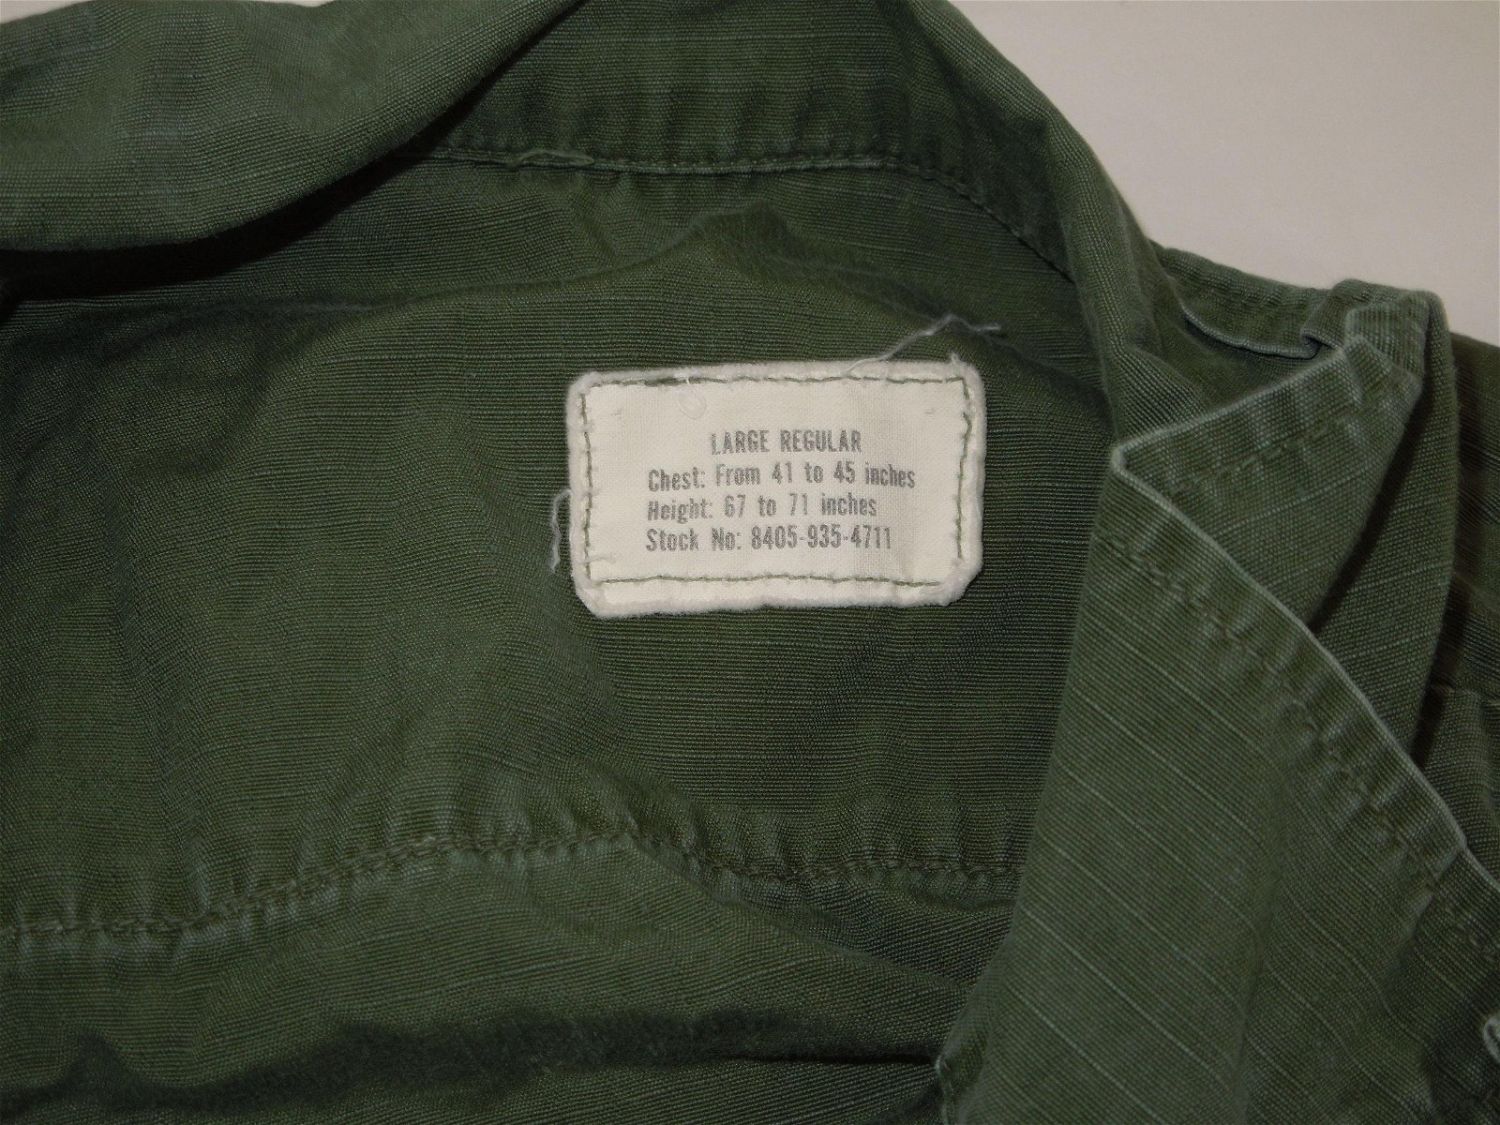 LARGE REGULAR
Chest: From 41 to 45 inches
Height: 67 to 71 inches
Stock No: 8405-935-4711